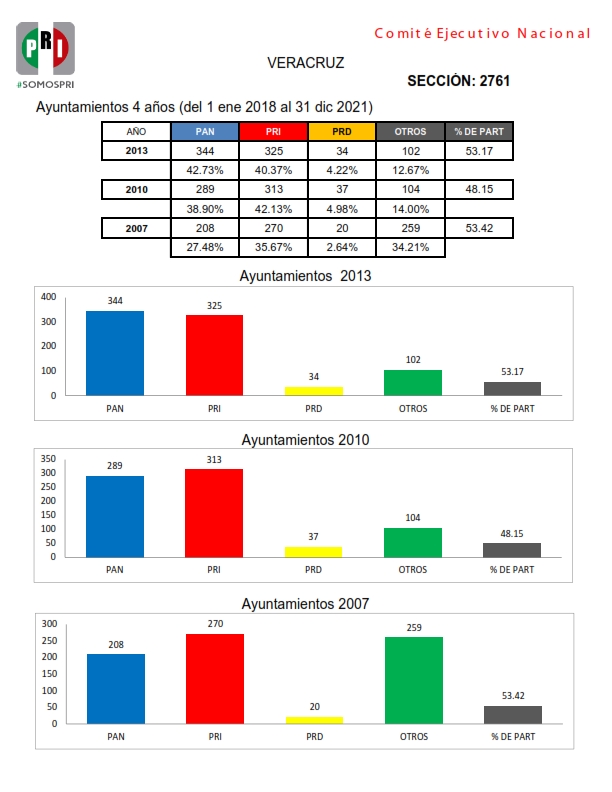 Comité Ejecutivo Nacional
PRI
#SOMOSPRI
VERACRUZ
SECCIÓN: 2761
Ayuntamientos 4 años (del 1 ene 2018 al 31 dic 2021)
AÑO PAN PRI PRD OTROS % DE PART
2013 344 325 34 102 53.17
42.73% 40.37% 4.22% 12.67%
2010 289 313 37 104 48.15
38.90% 42.13% 4.98% 14.00%
2007 208 270 20 259 53.42
27.48% 35.67% 2.64% 34.21%
Ayuntamientos 2013
400
300
200
100
0
344 325 34 102 53.17
PAN PRI PRD OTROS % DE PART
Ayuntamientos 2010
350
300
250
200
150
100
50
0
289 313 37 104 48.15
PAN PRI PRD OTROS % DE PART
Ayuntamientos 2007
300
250
200
150
100
50
0
208 270 20 259 53.42
PAN PRI PRD OTROS % DE PART